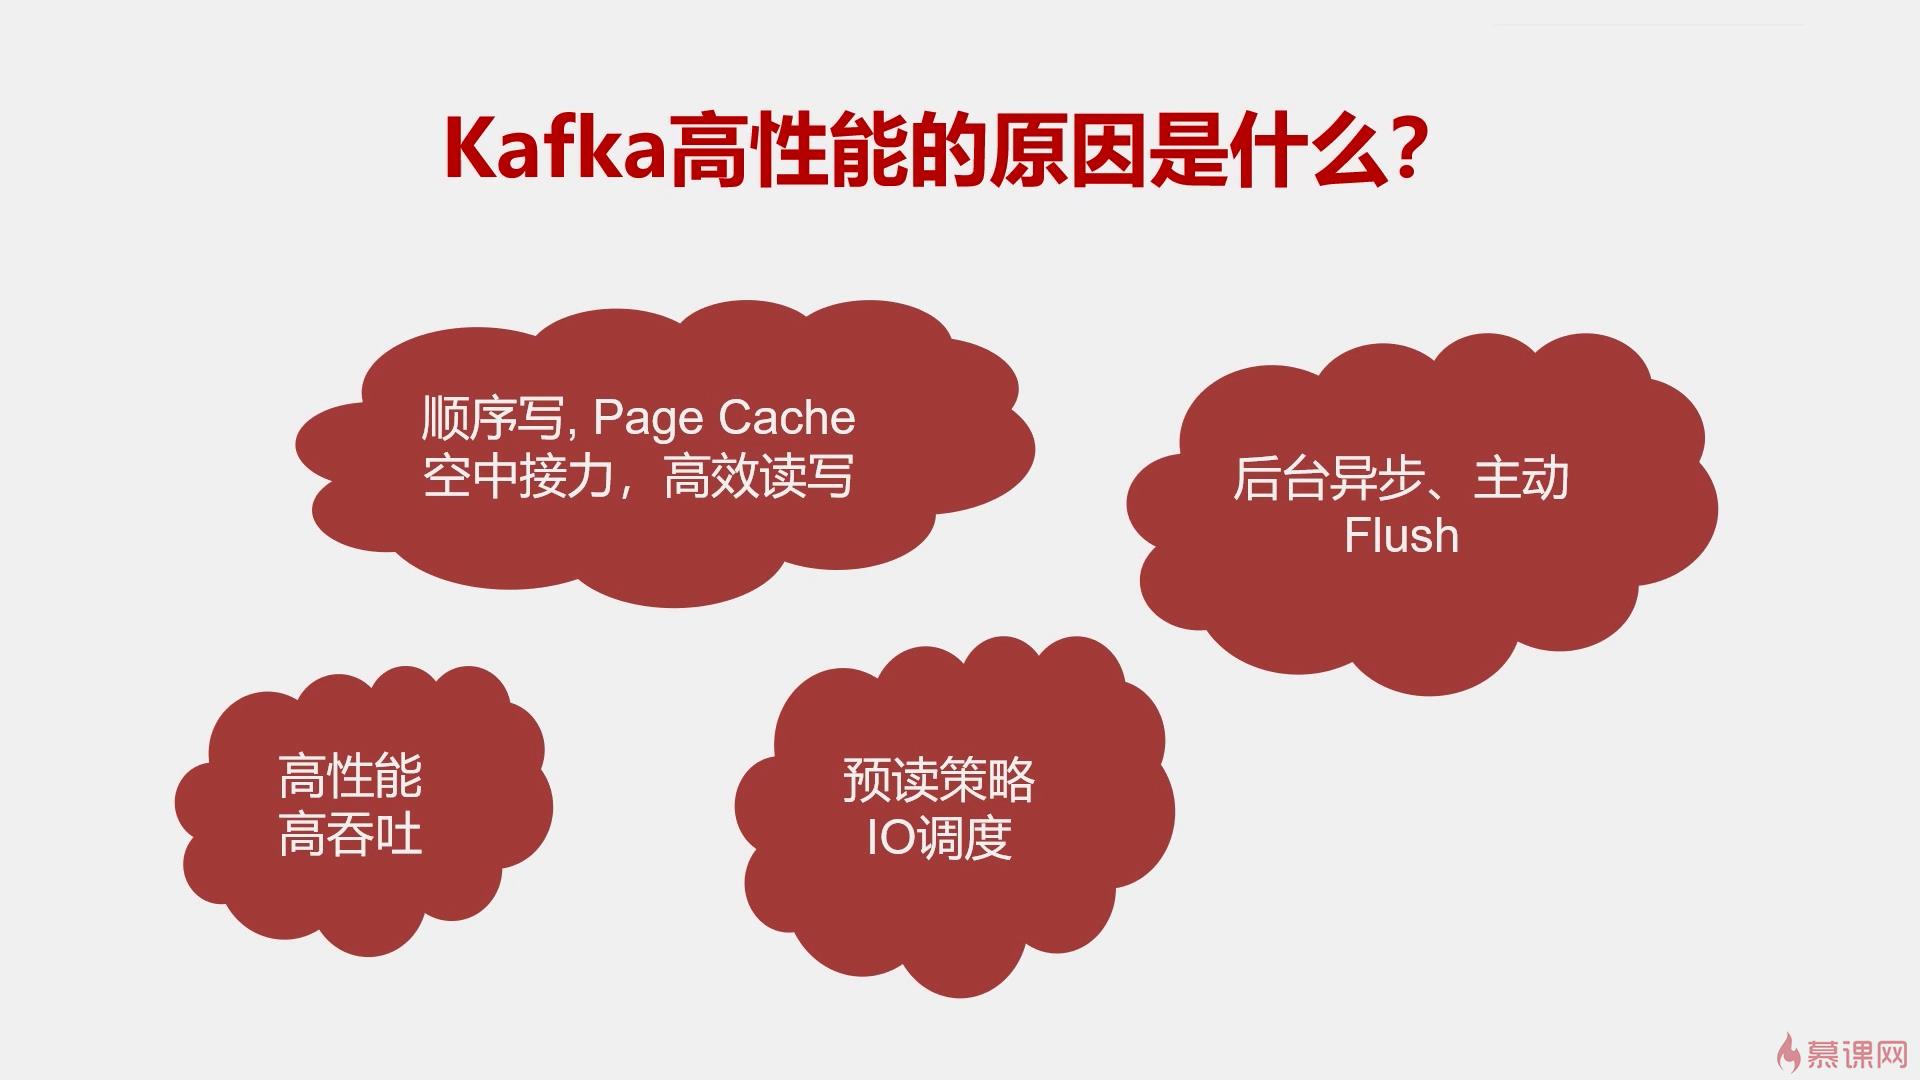 Kafka高性能的原因是什么?
顺序写, Page Cache
空中接力，高效读写
后台异步、主动
Flush
高性能
高吞吐
预读策略
IO调度
慕课网